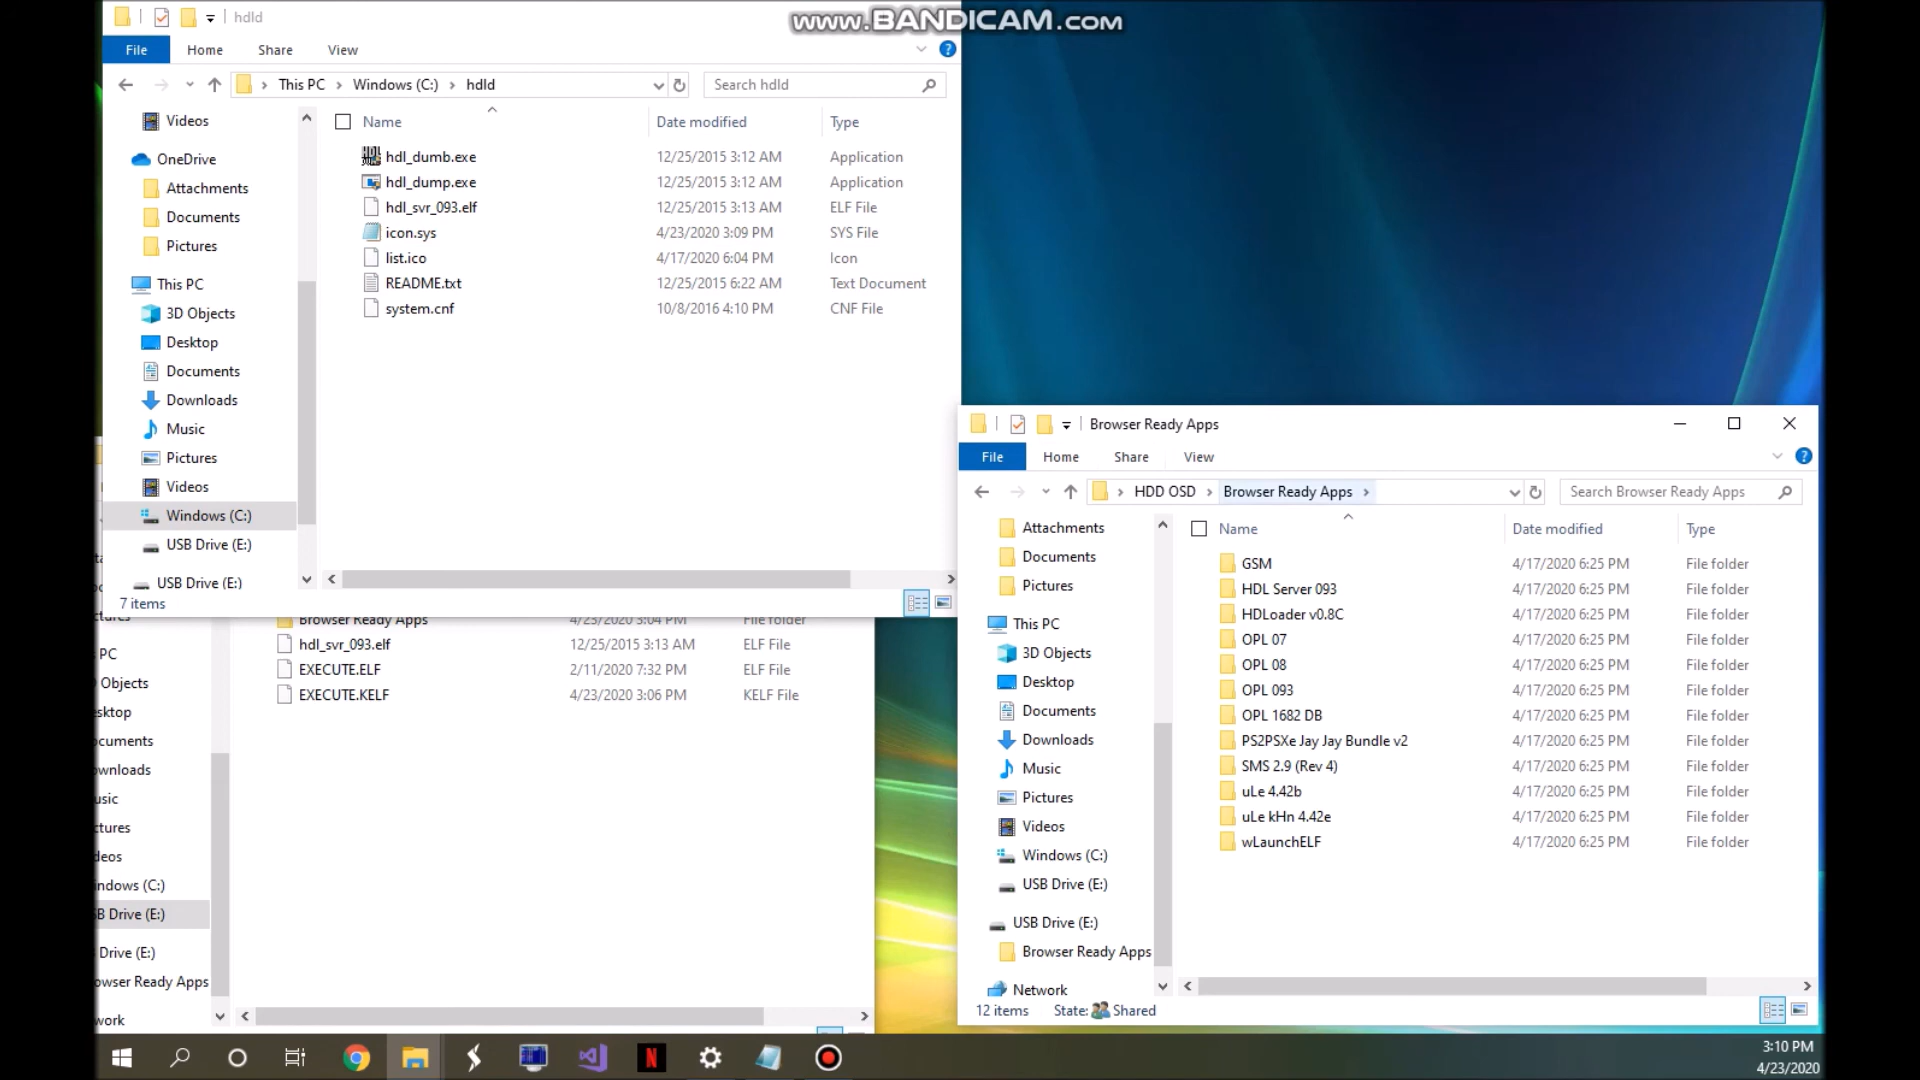 www.BANDICAM.com
hdld
File Home Share View
This PC Windows (C:) hdld
Search hdld
Videos
OneDrive
Attachments
Documents
Pictures
This PC
3D Objects
Desktop
Documents
Downloads
Music
Pictures
Videos
Windows (C:)
USB Drive (E:)
USB Drive (E:)
Name Date modified Type
hdl_dumb.exe 12/25/2015 3:12 AM Application
hdl_dump.exe 12/25/2015 3:12 AM Application
hdl_svr_093.elf 12/25/2015 3:13 AM ELF File
icon.sys 4/23/2020 3:09 PM SYS File
list.ico 4/17/2020 6:04 PM Icon
README.txt 12/25/2015 6:22 AM Text Document
system.cnf 10/8/2016 4:10 PM CNF File
7 items
Browser Ready Apps 4/23/2020 3:04 PM File folder
hdl_svr_093.elf 12/25/2015 3:13 AM ELF File
EXECUTE.ELF 2/11/2020 7:32 PM ELF File
EXECUTE.KELF 4/23/2020 3:06 PM KELF File
PC
Objects
sktop
ocuments
ownloads
usic
ctures
deos
indows (C:)
SB Drive (E:)
Drive (E:)
owser Ready Apps
work
Browser Ready Apps
File Home Share View
HDD OSD Browser Ready Apps
Search Browser Ready Apps
Attachments
Documents
Pictures
This PC
3D Objects
Desktop
Documents
Downloads
Music
Pictures
Videos
Windows (C:)
USB Drive (E:)
USB Drive (E:)
Browser Ready Apps
Network
Name Date modified Type
GSM 4/17/2020 6:25 PM File folder
HDL Server 093 4/17/2020 6:25 PM File folder
HDLoader v0.8C 4/17/2020 6:25 PM File folder
OPL 07 4/17/2020 6:25 PM File folder
OPL 08 4/17/2020 6:25 PM File folder
OPL 093 4/17/2020 6:25 PM File folder
OPL 1682 DB 4/17/2020 6:25 PM File folder
PS2PSXe Jay Jay Bundle v2 4/17/2020 6:25 PM File folder
SMS 2.9 (Rev 4) 4/17/2020 6:25 PM File folder
uLe 4.42b 4/17/2020 6:25 PM File folder
uLe kHn 4.42e 4/17/2020 6:25 PM File folder
wLaunchELF 4/17/2020 6:25 PM File folder
12 items State: Shared
3:10 PM
4/23/2020